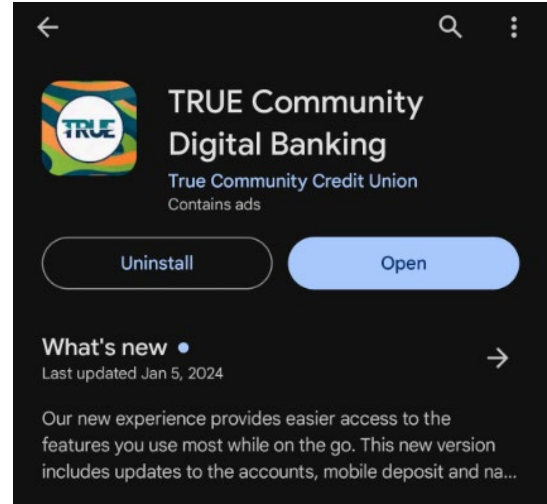 TRUE
TRUE Community
Digital Banking
True Community Credit Union
Contains ads
Uninstall
Open
What's new
Last updated Jan 5, 2024
Our new experience provides easier access to the
features you use most while on the go. This new version
includes updates to the accounts, mobile deposit and na...